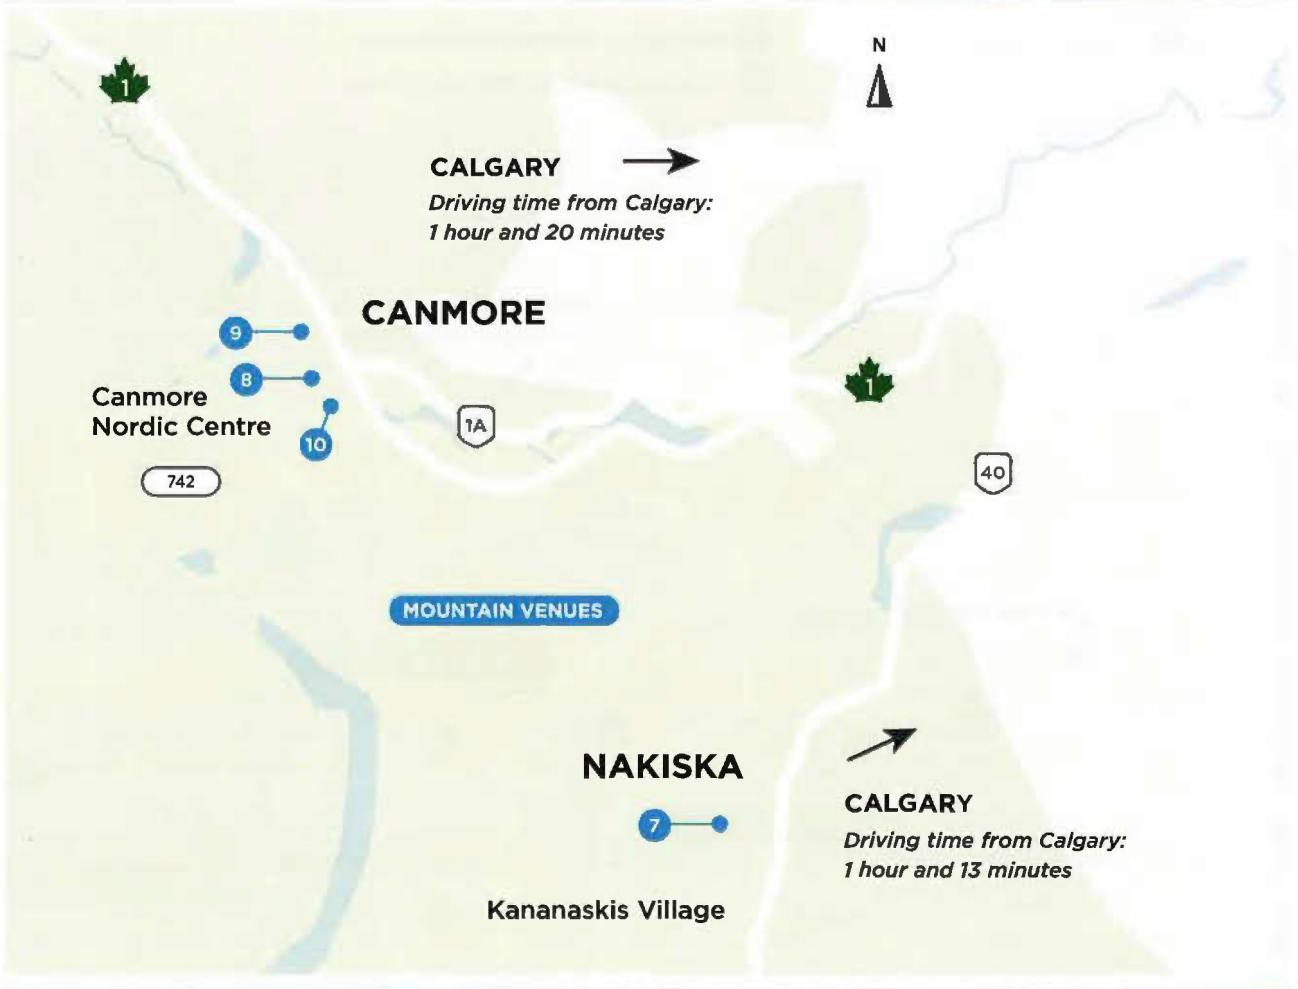 N
1
CALGARY
Driving time from Calgary:
1 hour and 20 minutes
CANMORE
9
8
Canmore
Nordic Centre
10
1A
1
742
40
MOUNTAIN VENUES
NAKISKA
7
CALGARY
Driving time from Calgary:
1 hour and 13 minutes
Kananaskis Village